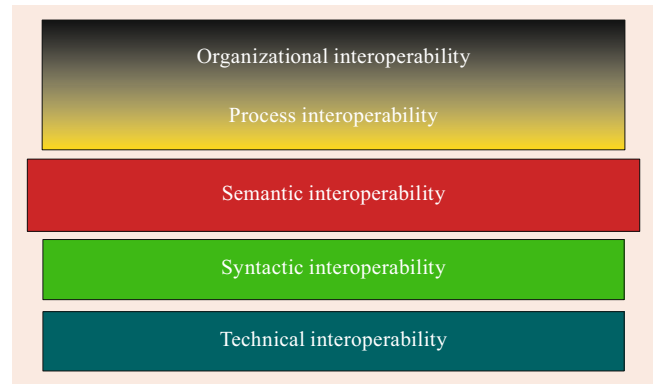 Organizational interoperability
Process interoperability
Semantic interoperability
Syntactic interoperability
Technical interoperability